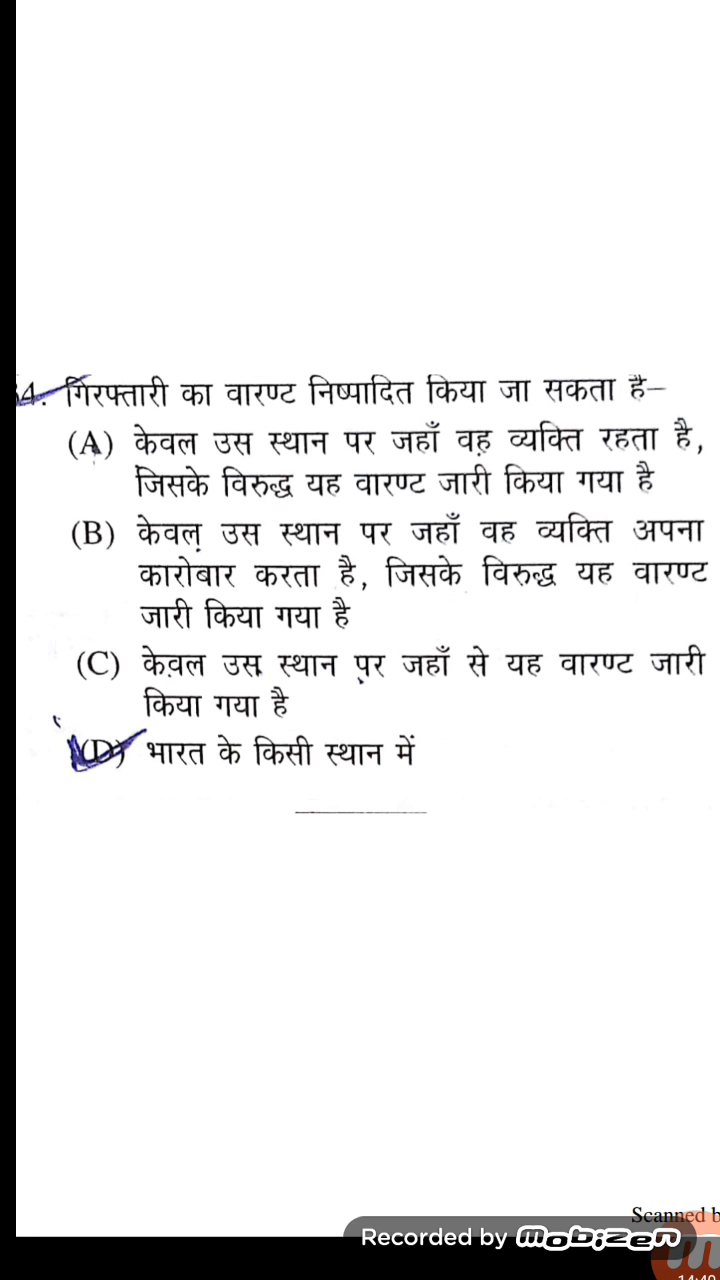 4. गिरफ्तारी का वारण्ट निष्पादित किया जा सकता है–
(A) केवल उस स्थान पर जहाँ वह व्यक्ति रहता है,
जिसके विरुद्ध यह वारण्ट जारी किया गया है
(B) केवल उस स्थान पर जहाँ वह व्यक्ति अपना
कारोबार करता है, जिसके विरुद्ध यह वारण्ट
जारी किया गया है
(C) केवल उस स्थान पर जहाँ से यह वारण्ट जारी
किया गया है
(D) भारत के किसी स्थान में
Scanned b
Recorded by mobizen